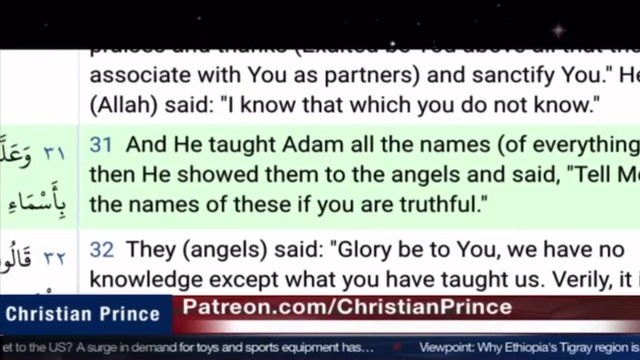 associate with You as partners) and sanctify You." He
(Allah) said: "I know that which you do not know."
٣١
31 And He taught Adam all the names (of everything
then He showed them to the angels and said, "Tell Me
بِأَسْمَاءِ
the names of these if you are truthful."
٣٢
32 They (angels) said: "Glory be to You, we have no
knowledge except what you have taught us. Verily, it
Christian Prince
Patreon.com/ChristianPrince
et to the US? A surge in demand for toys and sports equipment has...
Viewpoint: Why Ethiopia's Tigray region is